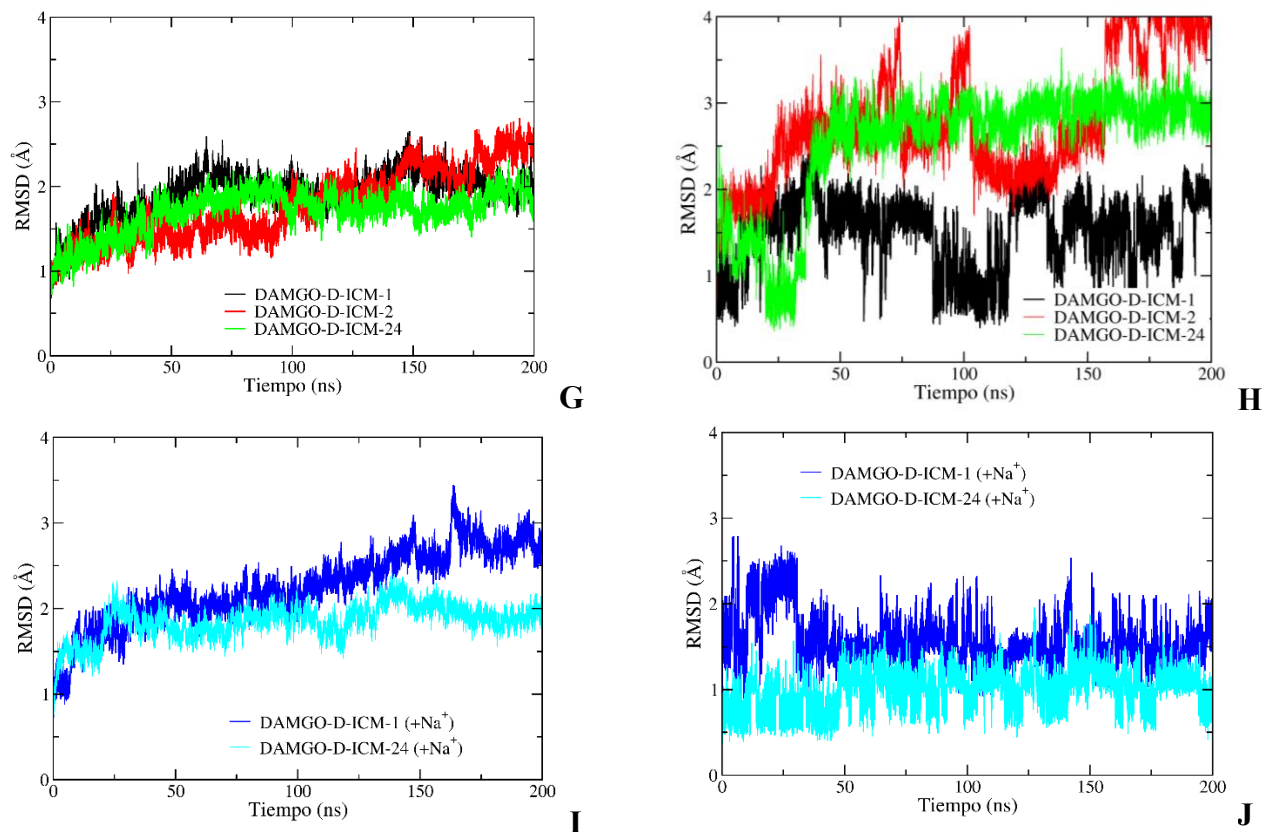 4
3
2
1
0
RMSD (Å)
DAMGO-D-ICM-1
DAMGO-D-ICM-2
DAMGO-D-ICM-24
0 50 100 150 200
Tiempo (ns)
G
4
3
2
1
0
RMSD (Å)
DAMGO-D-ICM-1
DAMGO-D-ICM-2
DAMGO-D-ICM-24
0 50 100 150 200
Tiempo (ns)
H
4
3
2
1
0
RMSD (Å)
DAMGO-D-ICM-1 (+Na⁺)
DAMGO-D-ICM-24 (+Na⁺)
0 50 100 150 200
Tiempo (ns)
I
4
3
2
1
0
RMSD (Å)
DAMGO-D-ICM-1 (+Na⁺)
DAMGO-D-ICM-24 (+Na⁺)
0 50 100 150 200
Tiempo (ns)
J